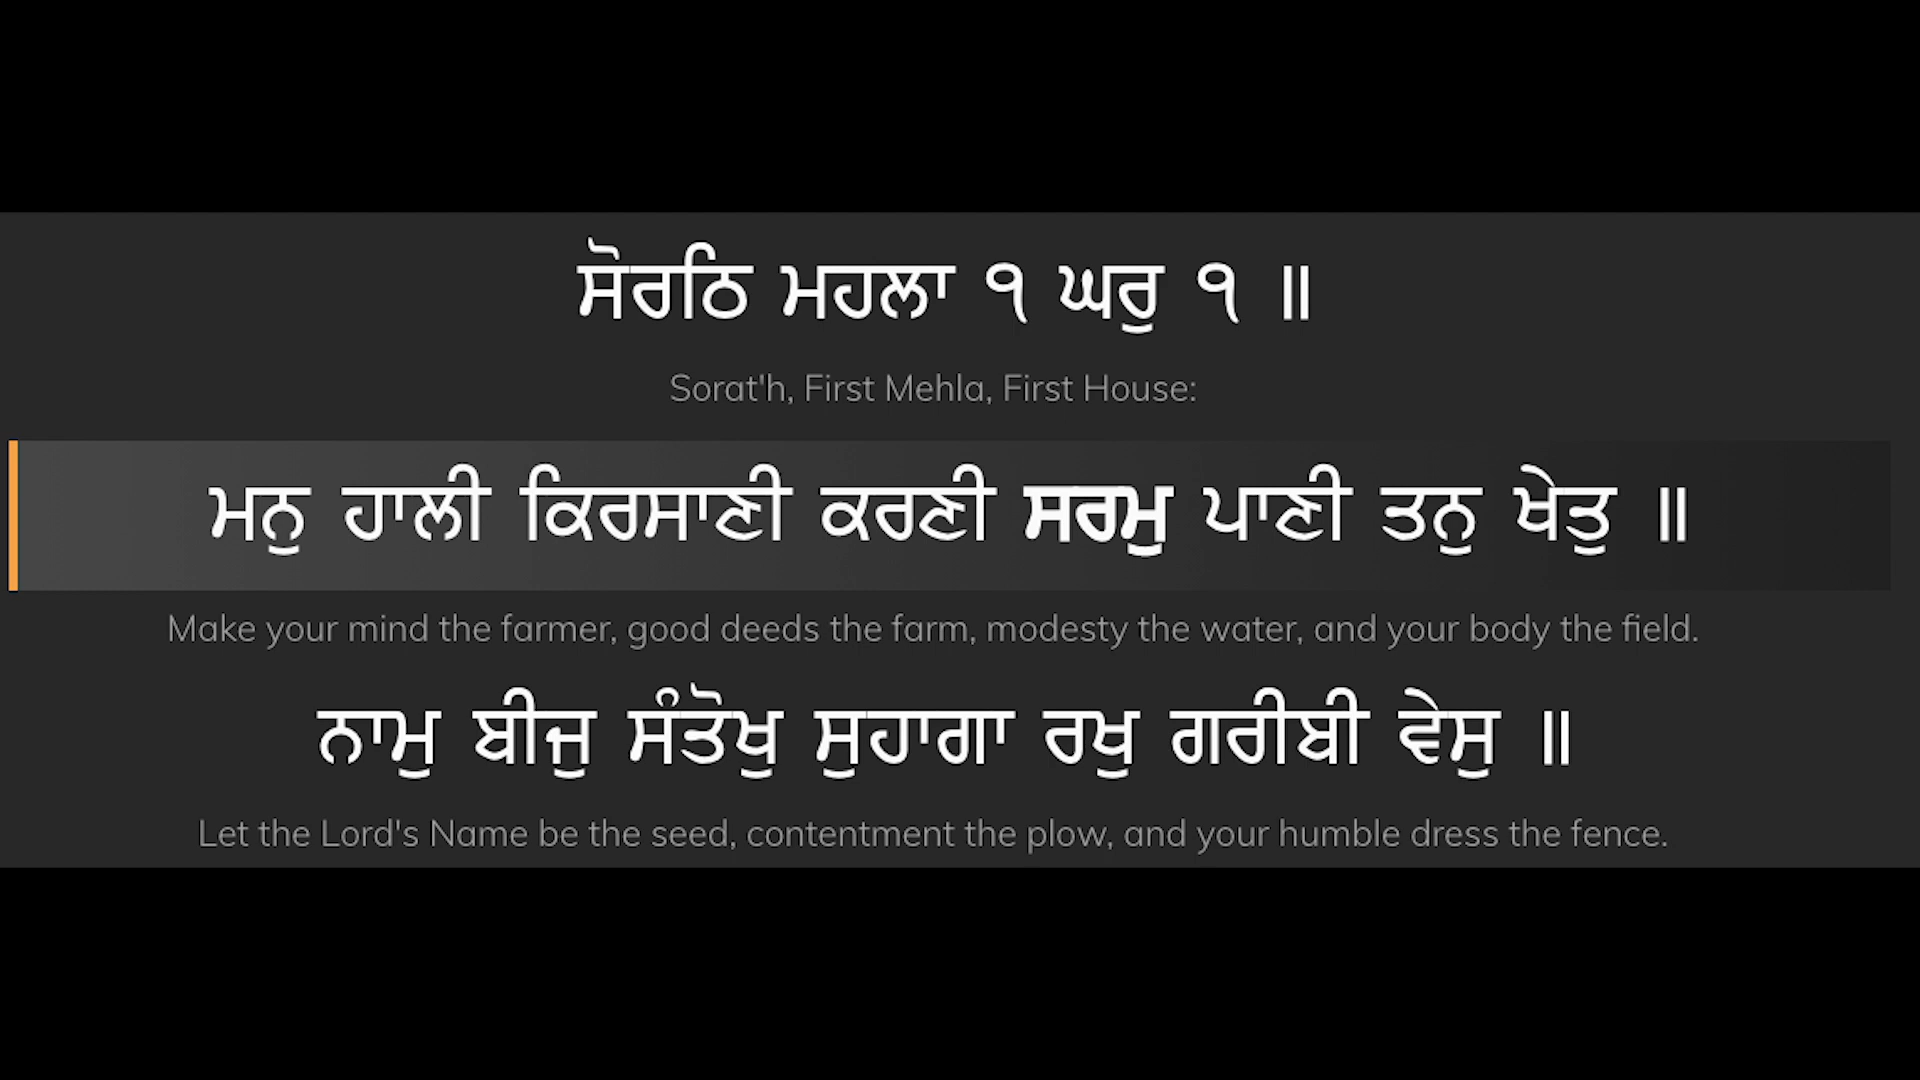 ਸੋਰਠਿ ਮਹਲਾ ੧ ਘਰੁ ੧ ॥
Sorat'h, First Mehla, First House:
ਮਨੁ ਹਾਲੀ ਕਿਰਸਾਣੀ ਕਰਣੀ ਸਰਮੁ ਪਾਣੀ ਤਨੁ ਖੇਤੁ ॥
Make your mind the farmer, good deeds the farm, modesty the water, and your body the field.
ਨਾਮੁ ਬੀਜੁ ਸੰਤੋਖੁ ਸੁਹਾਗਾ ਰਖੁ ਗਰੀਬੀ ਵੇਸੁ ॥
Let the Lord's Name be the seed, contentment the plow, and your humble dress the fence.